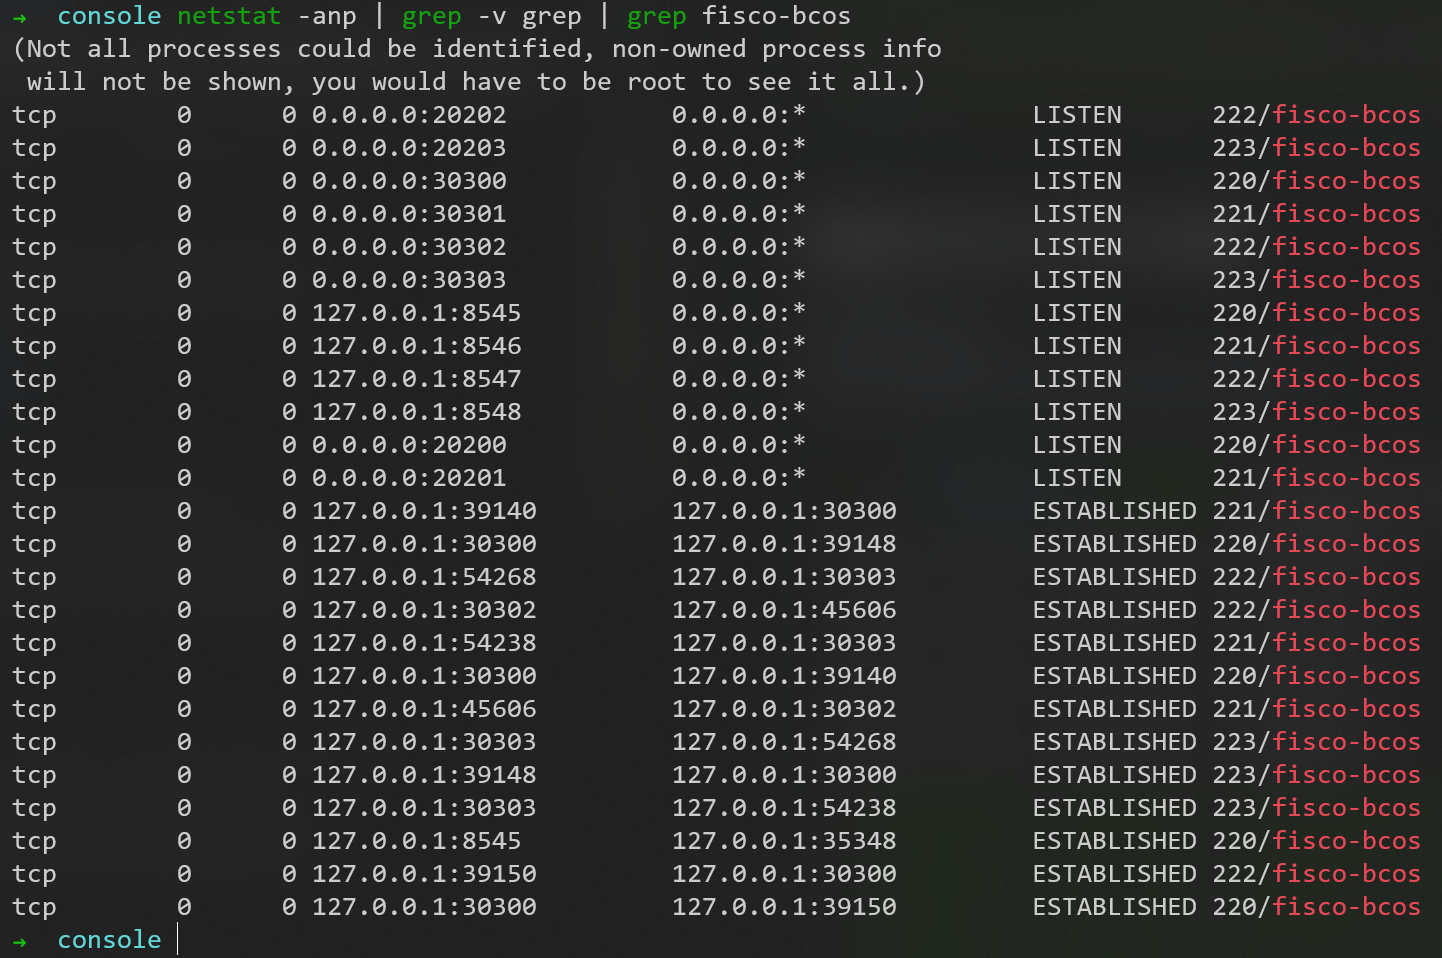 →  console netstat -anp | grep -v grep | grep fisco-bcos
(Not all processes could be identified, non-owned process info
 will not be shown, you would have to be root to see it all.)
tcp        0      0 0.0.0.0:20202           0.0.0.0:*               LISTEN      222/fisco-bcos
tcp        0      0 0.0.0.0:20203           0.0.0.0:*               LISTEN      223/fisco-bcos
tcp        0      0 0.0.0.0:30300           0.0.0.0:*               LISTEN      220/fisco-bcos
tcp        0      0 0.0.0.0:30301           0.0.0.0:*               LISTEN      221/fisco-bcos
tcp        0      0 0.0.0.0:30302           0.0.0.0:*               LISTEN      222/fisco-bcos
tcp        0      0 0.0.0.0:30303           0.0.0.0:*               LISTEN      223/fisco-bcos
tcp        0      0 127.0.0.1:8545          0.0.0.0:*               LISTEN      220/fisco-bcos
tcp        0      0 127.0.0.1:8546          0.0.0.0:*               LISTEN      221/fisco-bcos
tcp        0      0 127.0.0.1:8547          0.0.0.0:*               LISTEN      222/fisco-bcos
tcp        0      0 127.0.0.1:8548          0.0.0.0:*               LISTEN      223/fisco-bcos
tcp        0      0 0.0.0.0:20200           0.0.0.0:*               LISTEN      220/fisco-bcos
tcp        0      0 0.0.0.0:20201           0.0.0.0:*               LISTEN      221/fisco-bcos
tcp        0      0 127.0.0.1:39140         127.0.0.1:30300         ESTABLISHED 221/fisco-bcos
tcp        0      0 127.0.0.1:30300         127.0.0.1:39148         ESTABLISHED 220/fisco-bcos
tcp        0      0 127.0.0.1:54268         127.0.0.1:30303         ESTABLISHED 222/fisco-bcos
tcp        0      0 127.0.0.1:30302         127.0.0.1:45606         ESTABLISHED 222/fisco-bcos
tcp        0      0 127.0.0.1:54238         127.0.0.1:30303         ESTABLISHED 221/fisco-bcos
tcp        0      0 127.0.0.1:30300         127.0.0.1:39140         ESTABLISHED 220/fisco-bcos
tcp        0      0 127.0.0.1:45606         127.0.0.1:30302         ESTABLISHED 221/fisco-bcos
tcp        0      0 127.0.0.1:30303         127.0.0.1:54268         ESTABLISHED 223/fisco-bcos
tcp        0      0 127.0.0.1:39148         127.0.0.1:30300         ESTABLISHED 223/fisco-bcos
tcp        0      0 127.0.0.1:30303         127.0.0.1:54238         ESTABLISHED 223/fisco-bcos
tcp        0      0 127.0.0.1:8545          127.0.0.1:35348         ESTABLISHED 220/fisco-bcos
tcp        0      0 127.0.0.1:39150         127.0.0.1:30300         ESTABLISHED 222/fisco-bcos
tcp        0      0 127.0.0.1:30300         127.0.0.1:39150         ESTABLISHED 220/fisco-bcos
→  console